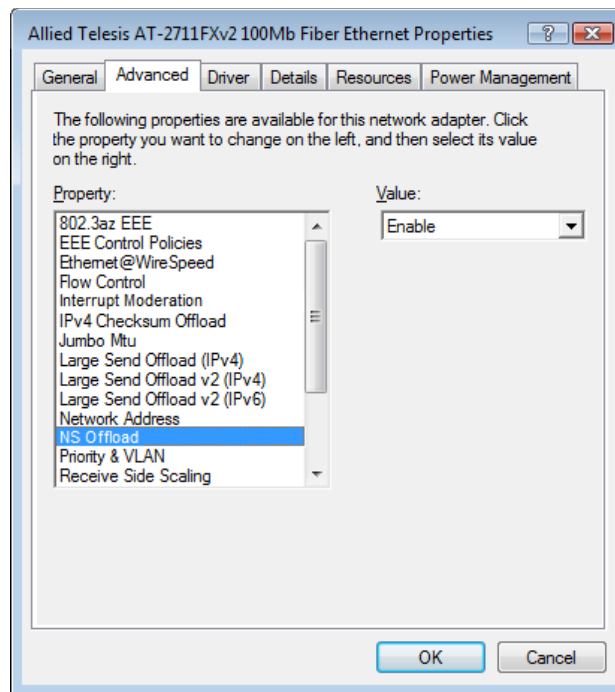 Allied Telesis AT-2711FXv2 100Mb Fiber Ethernet Properties
General Advanced Driver Details Resources Power Management
The following properties are available for this network adapter. Click
the property you want to change on the left, and then select its value
on the right.
Property:
802.3az EEE
EEE Control Policies
Ethernet@WireSpeed
Flow Control
Interrupt Moderation
IPv4 Checksum Offload
Jumbo Mtu
Large Send Offload (IPv4)
Large Send Offload v2 (IPv4)
Large Send Offload v2 (IPv6)
Network Address
NS Offload
Priority & VLAN
Receive Side Scaling
Value:
Enable
OK Cancel